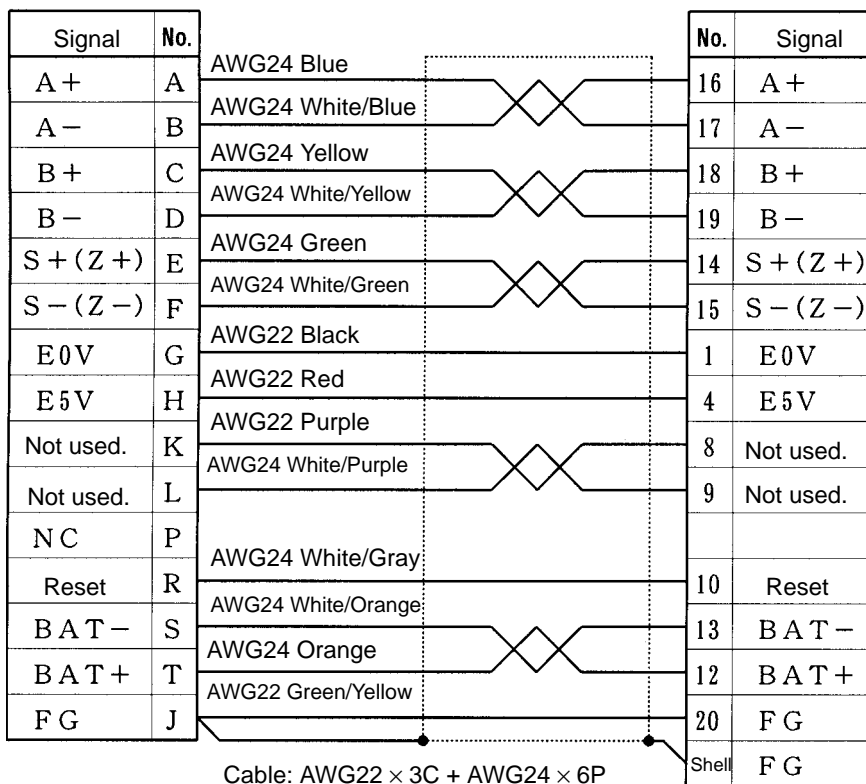 Signal No. No. Signal
A+ A AWG24 Blue 16 A+
A− B AWG24 White/Blue 17 A−
B+ C AWG24 Yellow 18 B+
B− D AWG24 White/Yellow 19 B−
S+(Z+) E AWG24 Green 14 S+(Z+)
S−(Z−) F AWG24 White/Green 15 S−(Z−)
E0V G AWG22 Black 1 E0V
E5V H AWG22 Red 4 E5V
Not used. K AWG22 Purple 8 Not used.
Not used. L AWG24 White/Purple 9 Not used.
NC P
Reset R AWG24 White/Gray 10 Reset
BAT− S AWG24 White/Orange 13 BAT−
BAT+ T AWG24 Orange 12 BAT+
FG J AWG22 Green/Yellow 20 FG
Shell FG
Cable: AWG22 × 3C + AWG24 × 6P